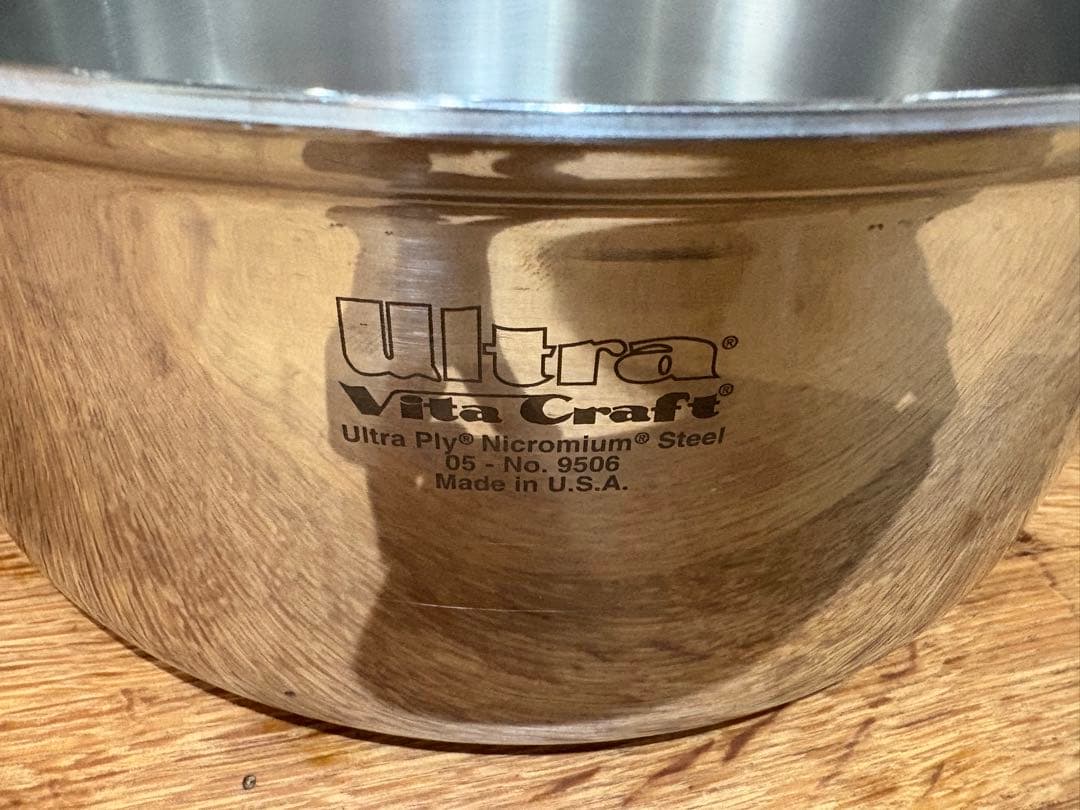 Ultra®
Vita Craft®
Ultra Ply® Nicromium® Steel
05 - No. 9506
Made in U.S.A.